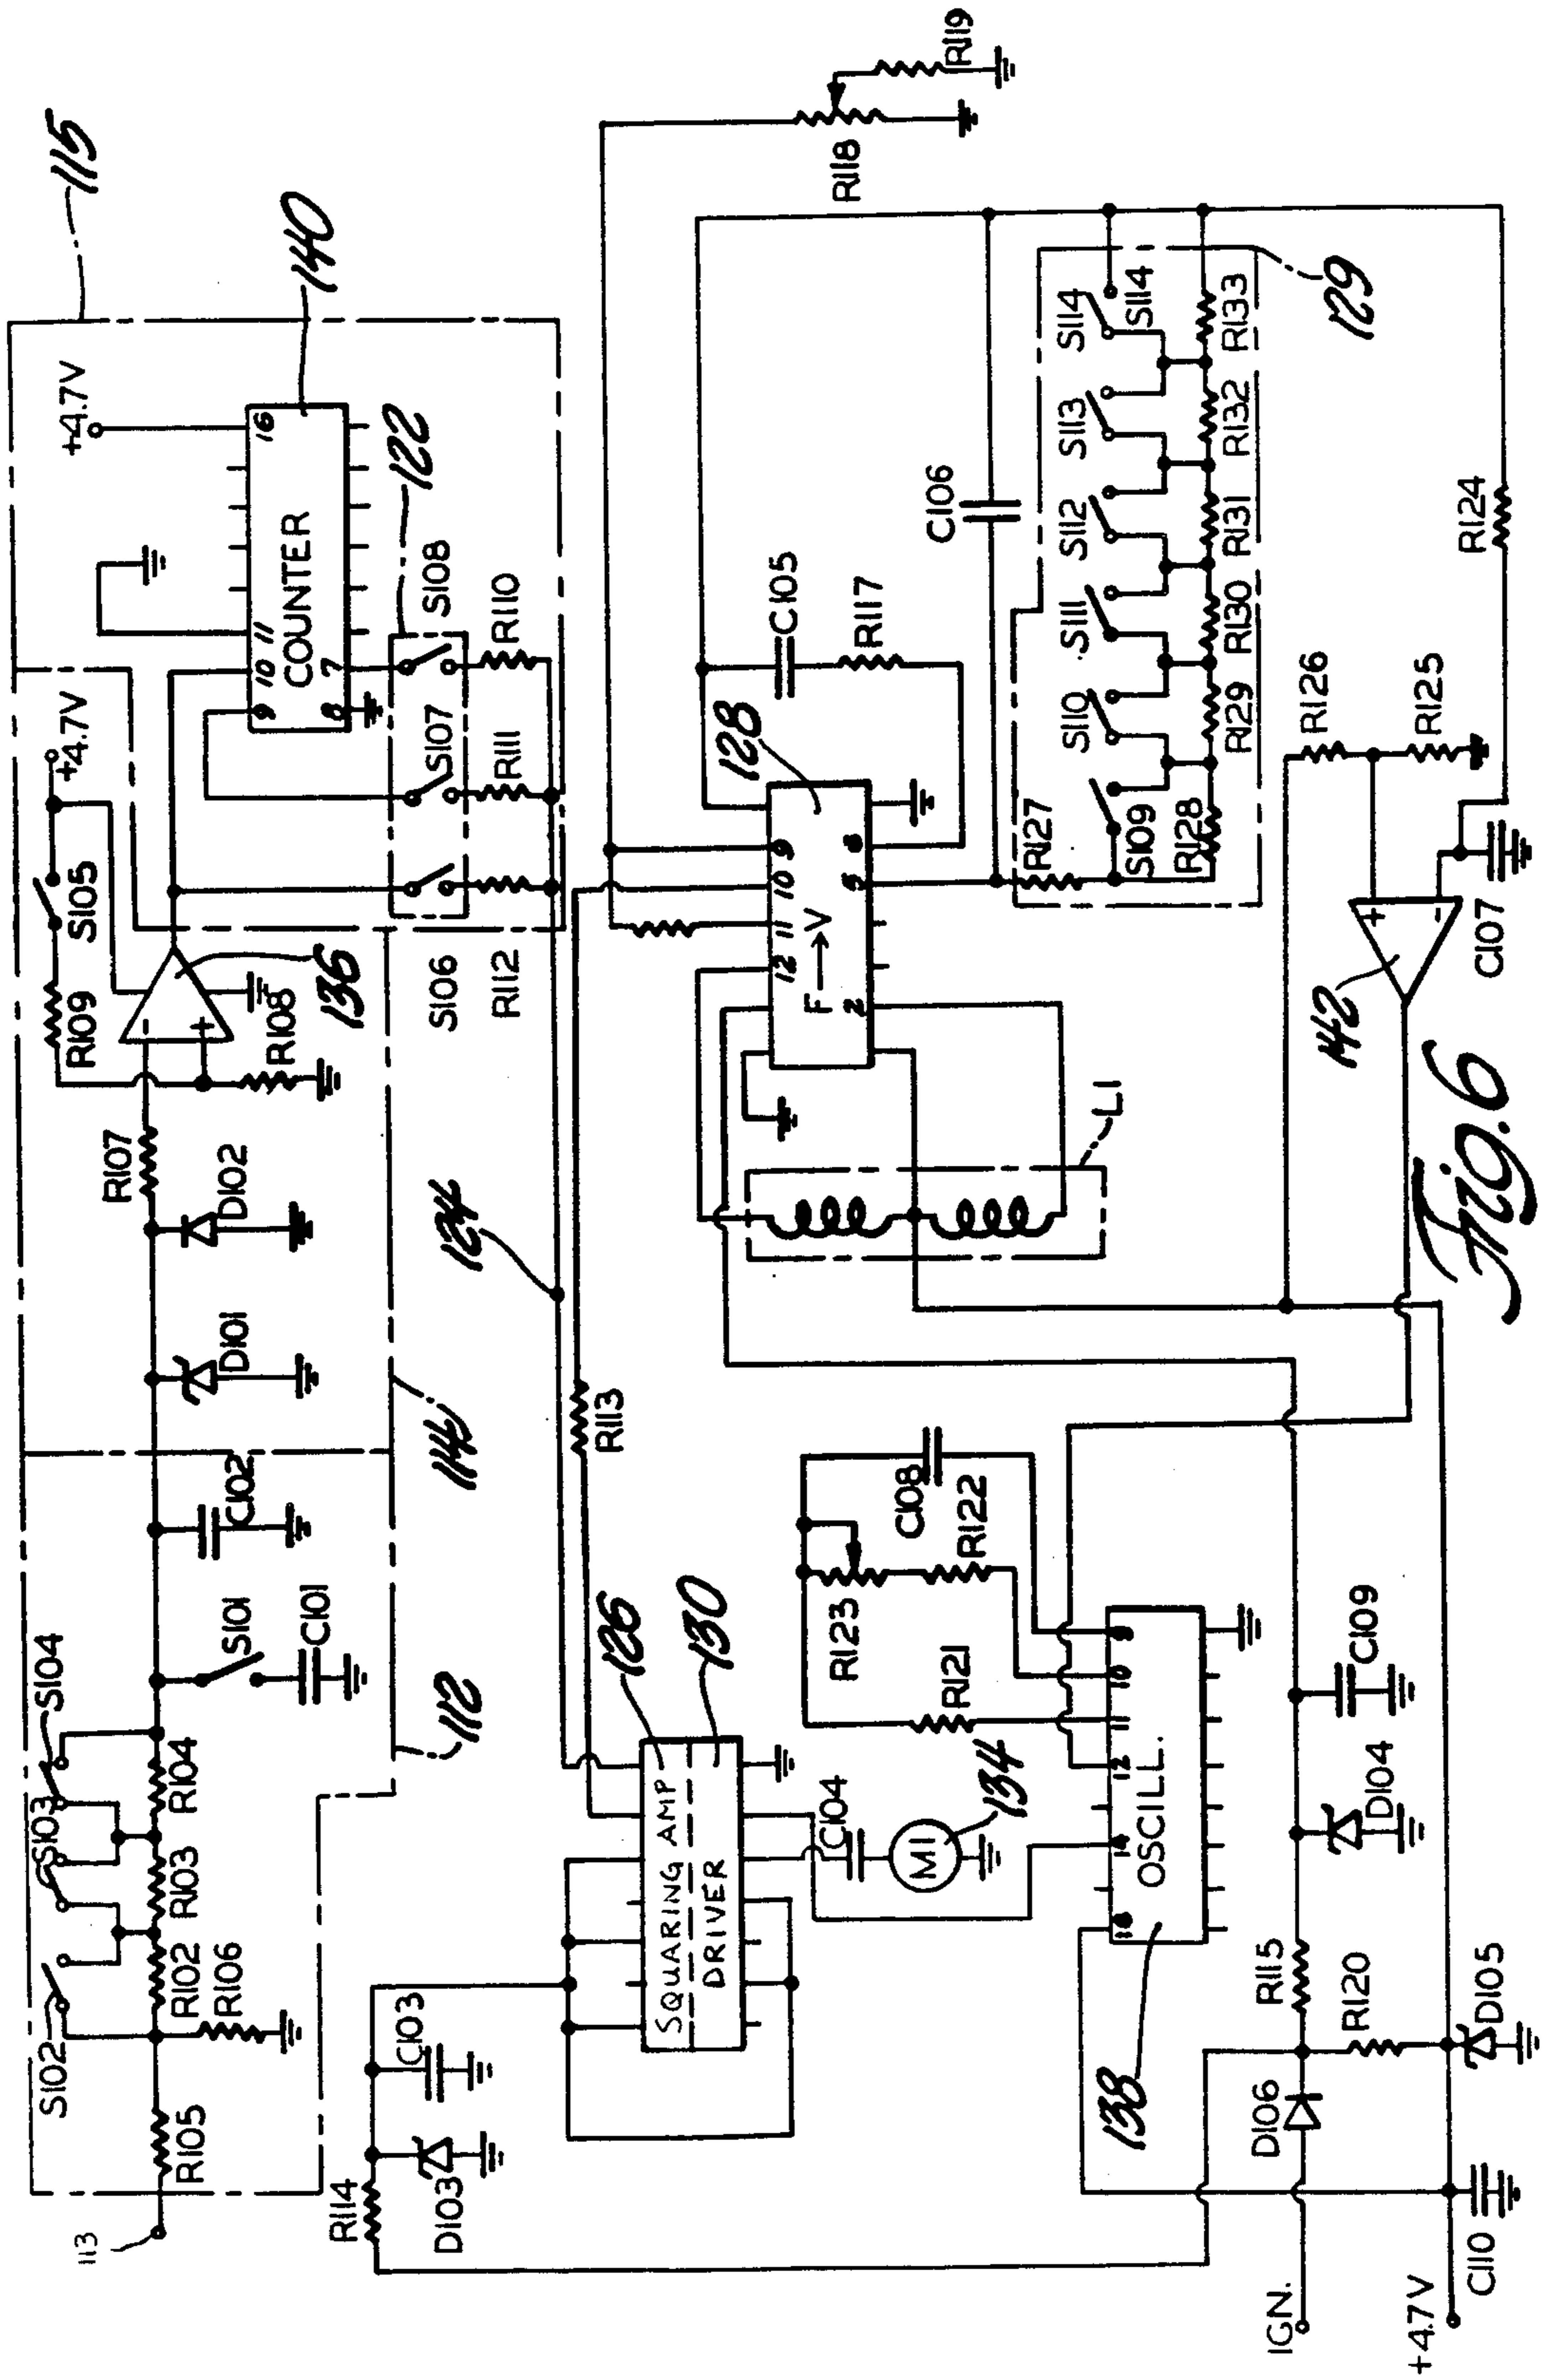 S102
S103
S104
S105
+4.7V
+4.7V
115
113
R105
R102
R103
R104
R106
S101
C101
C102
D101
D102
R107
R109
R108
136
9
10
11
16
COUNTER
8
7
140
112
114
124
S106
S107
S108
122
R112
R111
R110
R114
D103
C103
R113
126
SQUARING AMP
DRIVER
130
C104
M1
134
R123
R121
R122
C108
12
11
10
9
F→V
2
5
8
128
L1
C105
R117
C106
R118
R119
138
16
14
12
11
10
9
OSCILL.
R127
S109
S110
S111
S112
S113
S114
S114
R128
R129
R130
R131
R132
R133
129
IGN.
D106
R115
R120
D104
C109
142
+
-
R126
R125
C107
R124
+4.7V
C110
D105
Fig.6